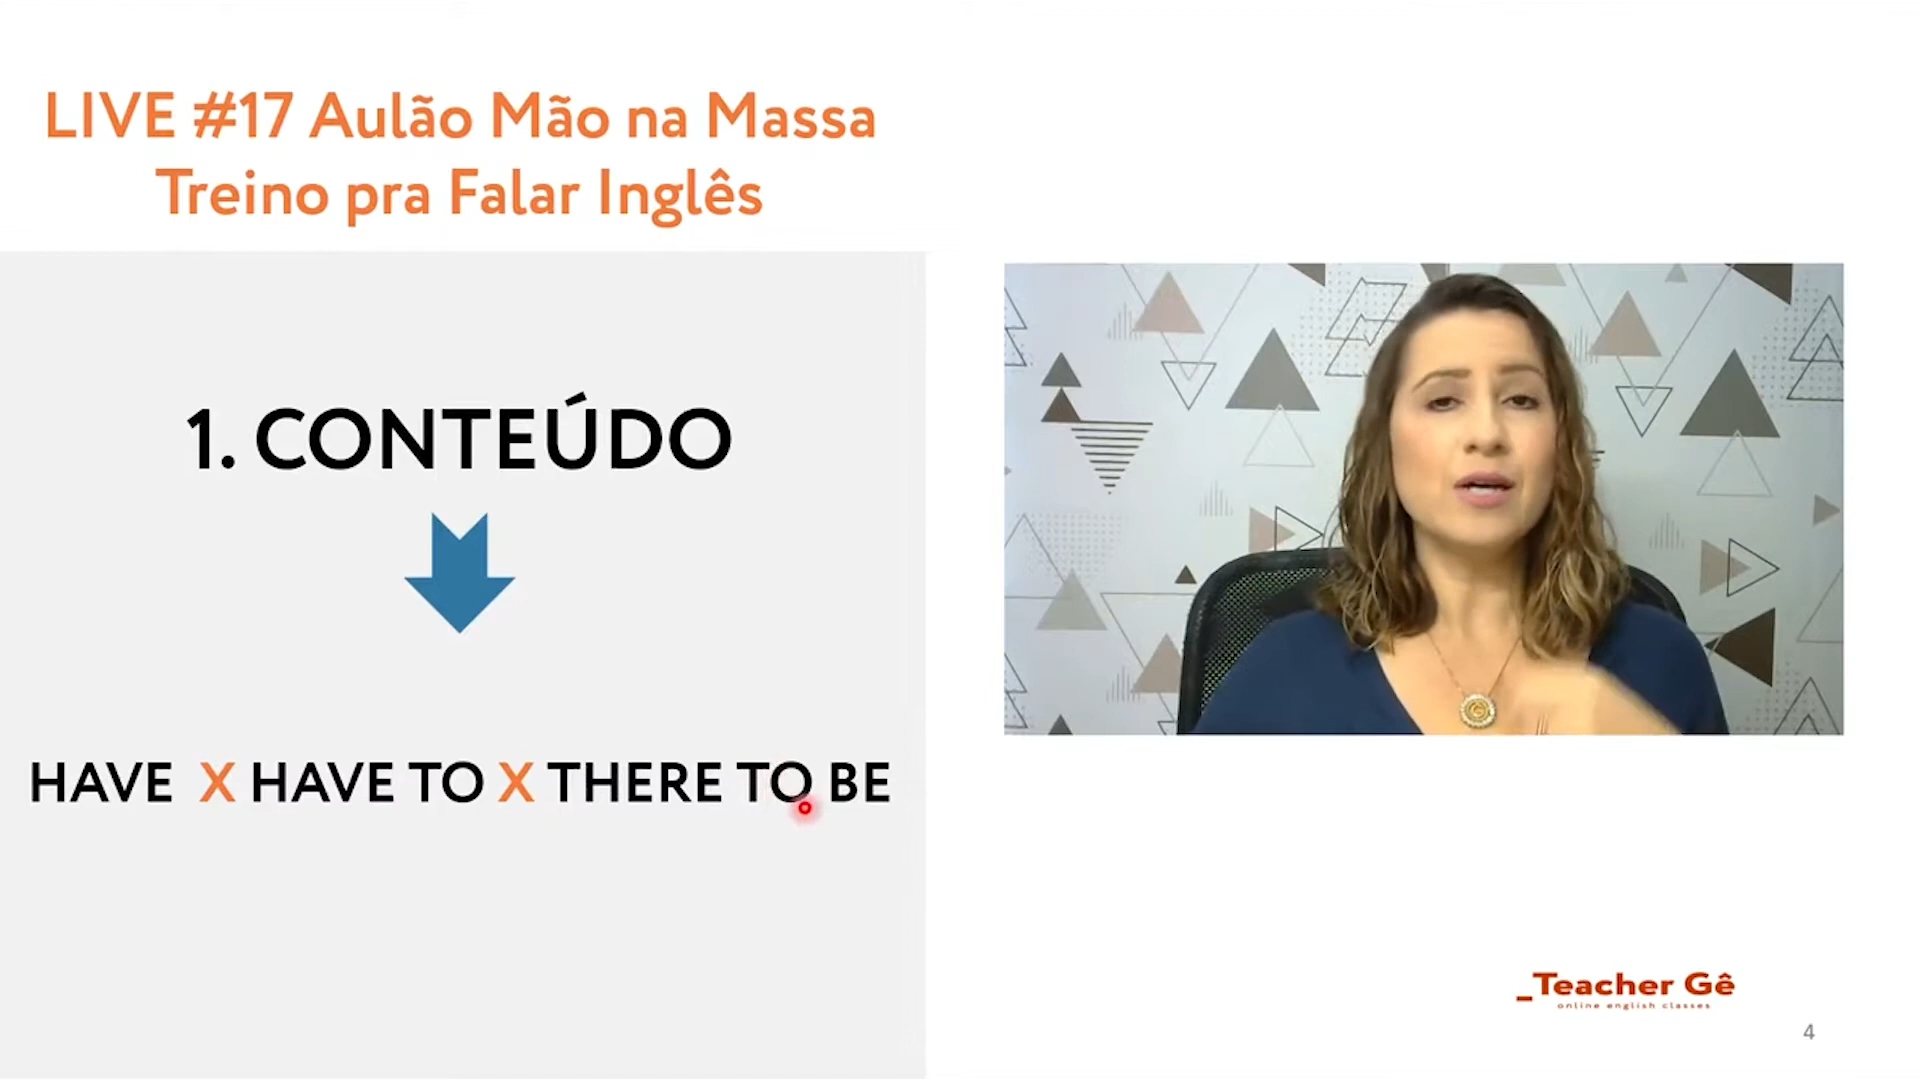 LIVE #17 Aulão Mão na Massa
Treino pra Falar Inglês
1. CONTEÚDO
HAVE X HAVE TO X THERE TO BE
_Teacher Gê
online english classes
4